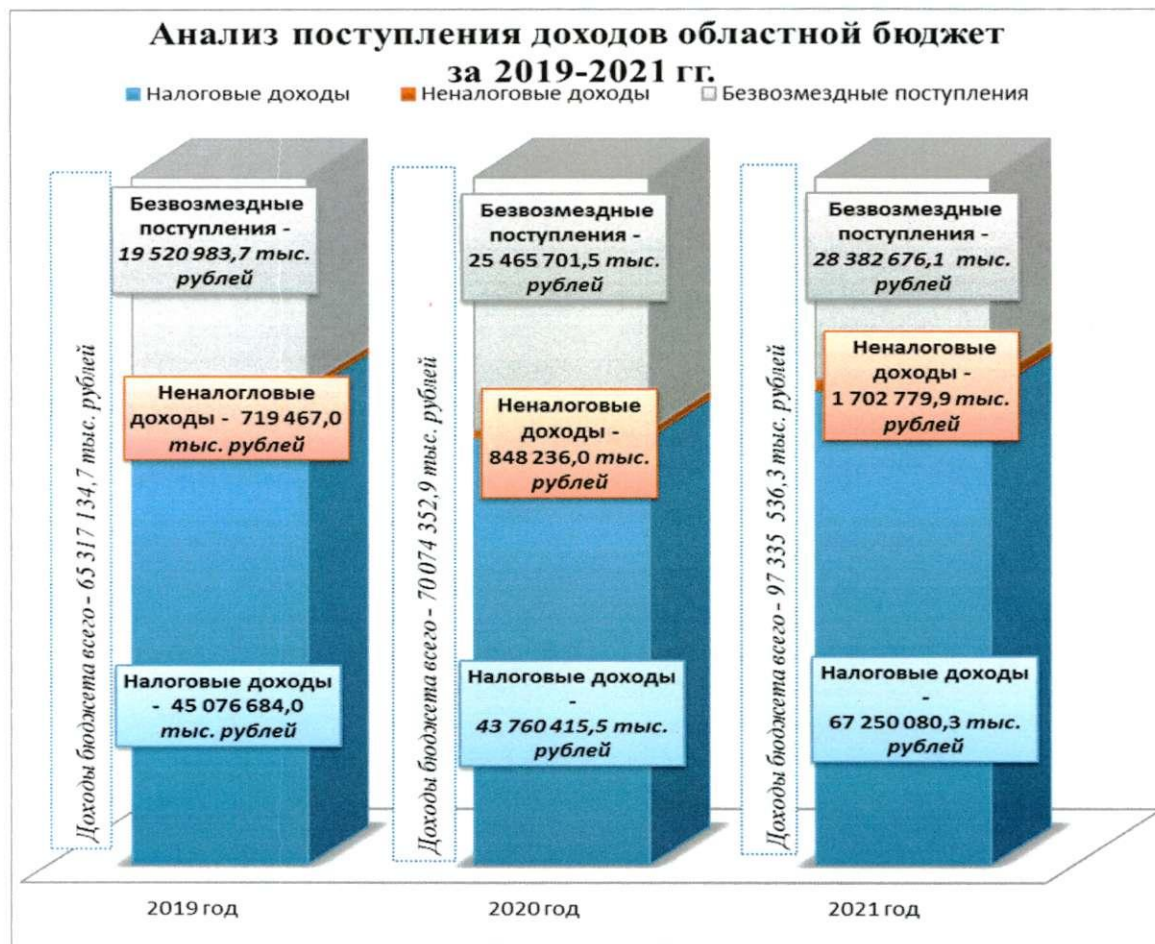 Анализ поступления доходов областной бюджет
за 2019-2021 гг.
Налоговые доходы Неналоговые доходы Безвозмездные поступления
Доходы бюджета всего - 65 317 134,7 тыс. рублей
Безвозмездные
поступления -
19 520 983,7 тыс.
рублей
Неналогловые
доходы - 719 467,0
тыс. рублей
Налоговые доходы
- 45 076 684,0
тыс. рублей
Доходы бюджета всего - 70 074 352,9 тыс. рублей
Безвозмездные
поступления -
25 465 701,5 тыс.
рублей
Неналоговые
доходы -
848 236,0 тыс.
рублей
Налоговые доходы
-
43 760 415,5 тыс.
рублей
Доходы бюджета всего - 97 335 536,3 тыс. рублей
Безвозмездные
поступления -
28 382 676,1 тыс.
рублей
Неналоговые
доходы -
1 702 779,9 тыс.
рублей
Налоговые доходы
-
67 250 080,3 тыс.
рублей
2019 год 2020 год 2021 год